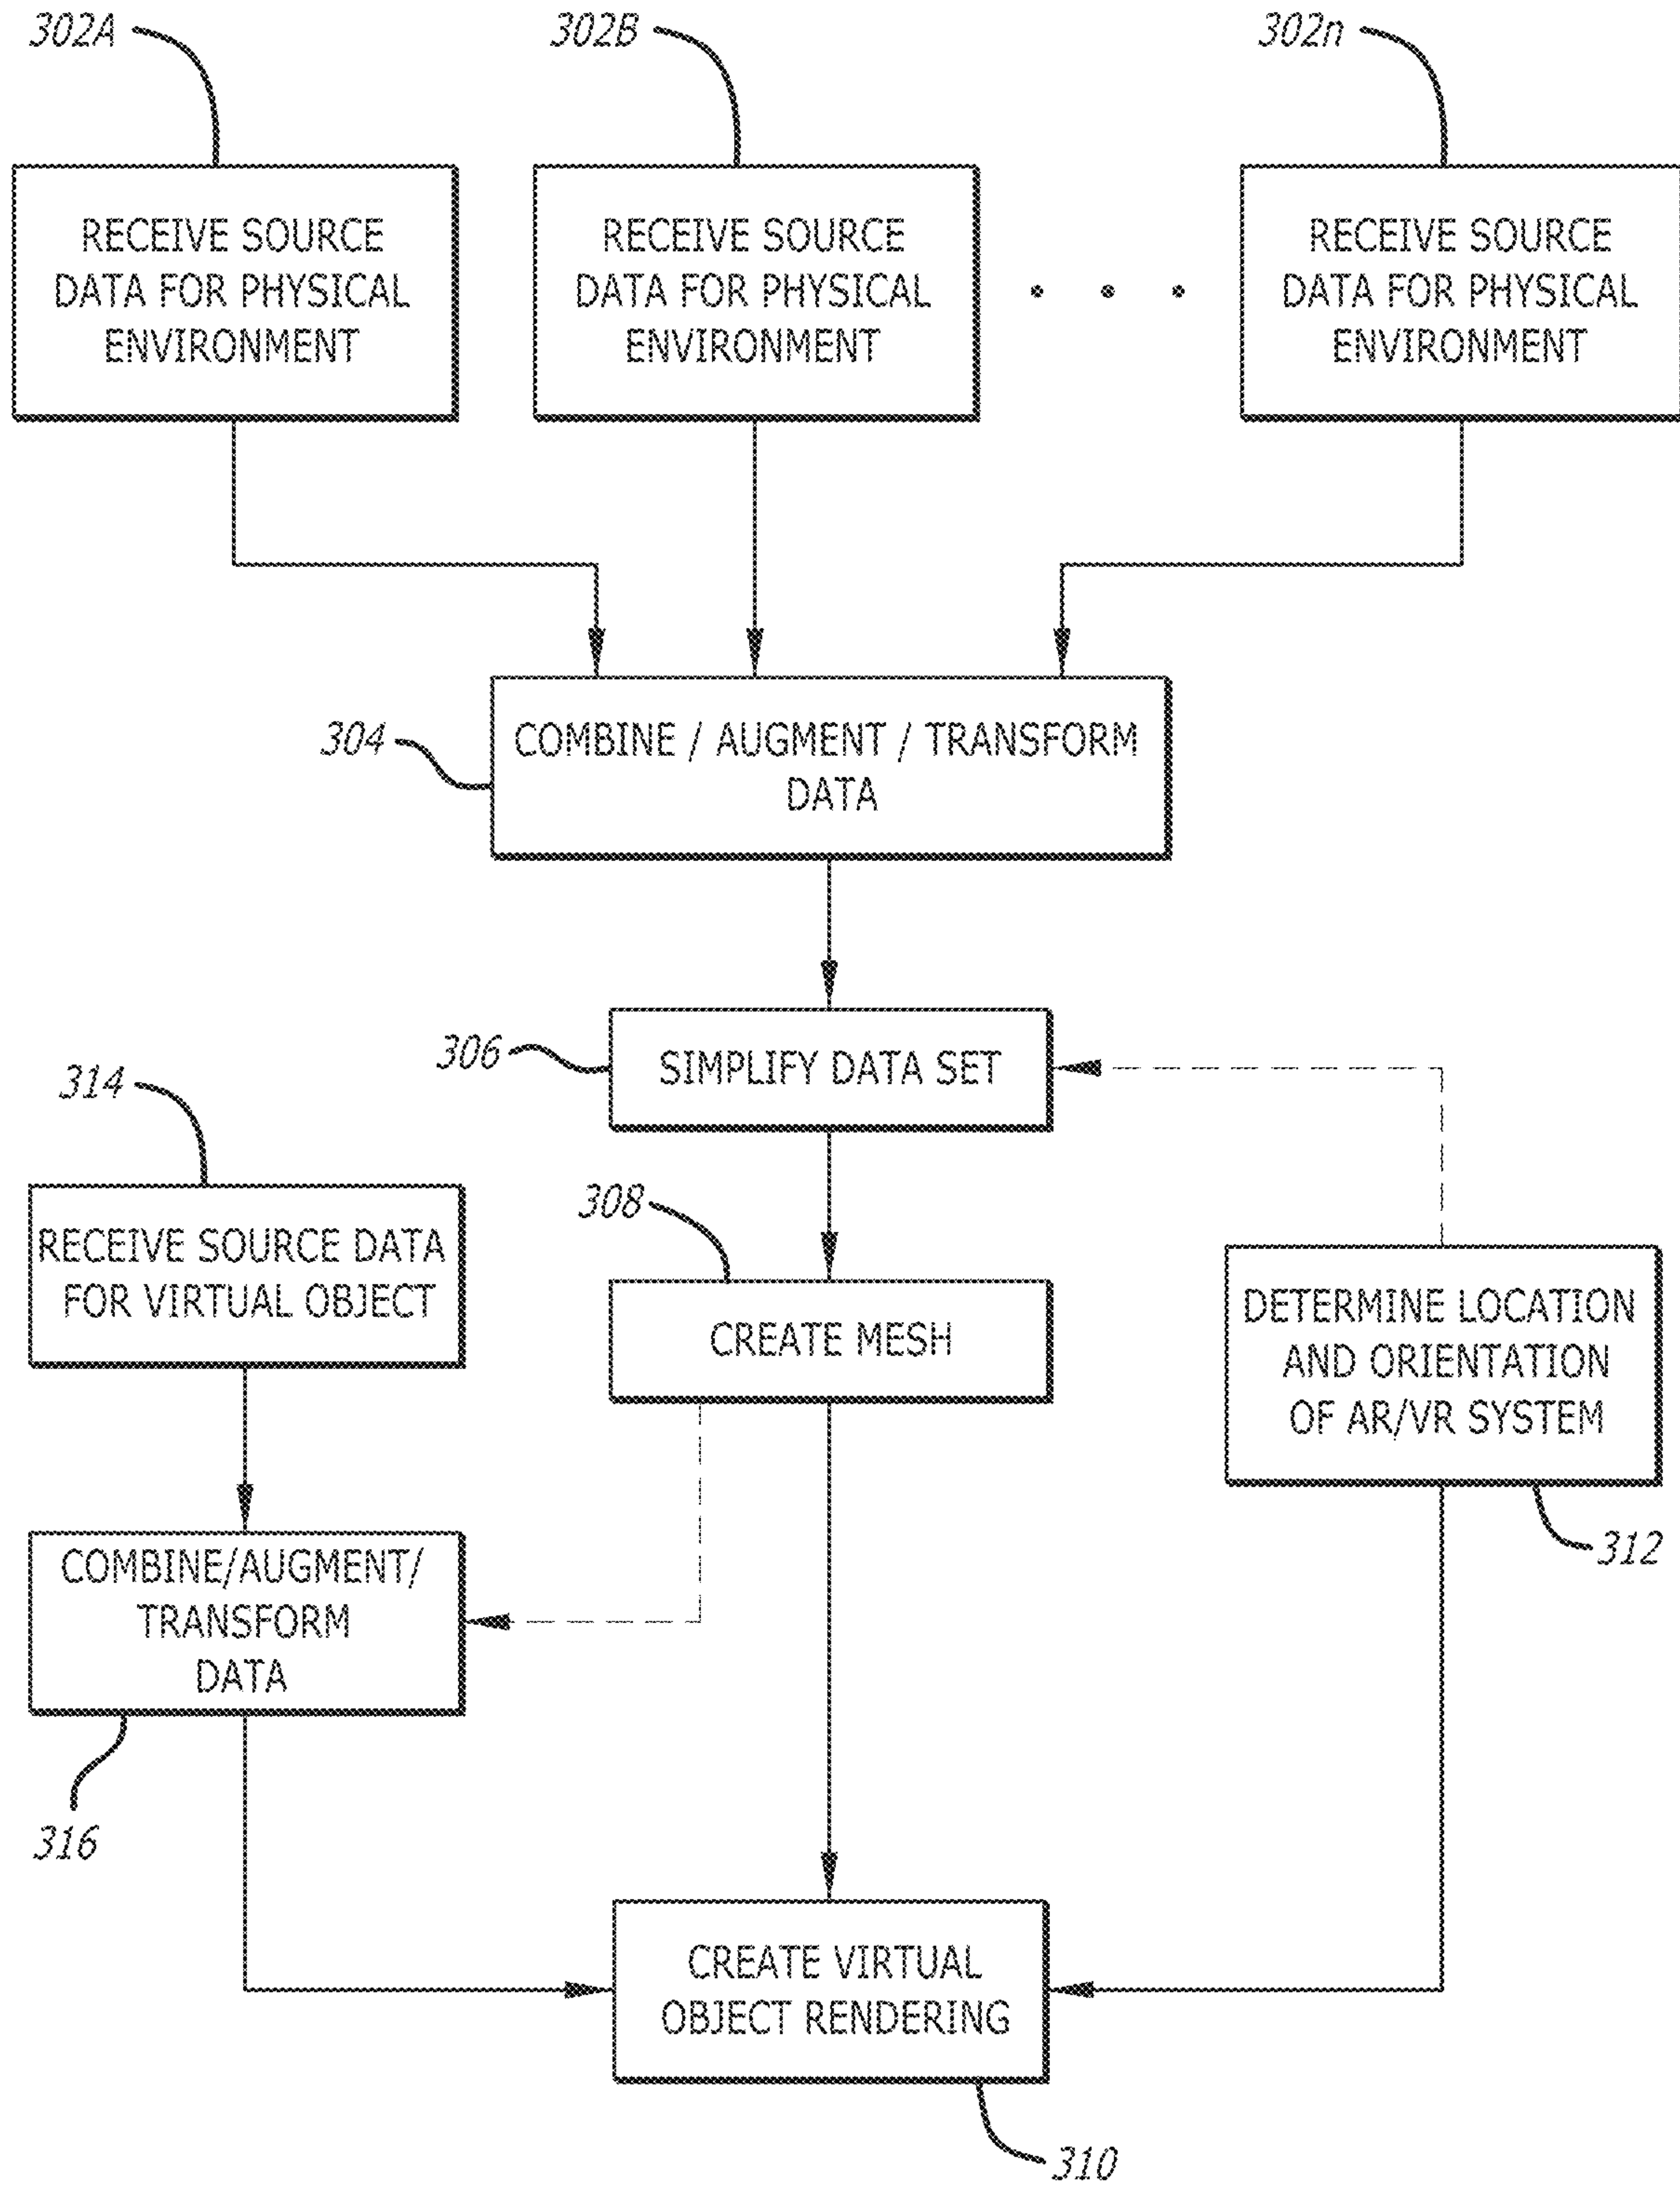 302A
302B
302n
RECEIVE SOURCE
DATA FOR PHYSICAL
ENVIRONMENT
RECEIVE SOURCE
DATA FOR PHYSICAL
ENVIRONMENT
. . .
RECEIVE SOURCE
DATA FOR PHYSICAL
ENVIRONMENT
304
COMBINE / AUGMENT / TRANSFORM
DATA
306
SIMPLIFY DATA SET
314
RECEIVE SOURCE DATA
FOR VIRTUAL OBJECT
308
CREATE MESH
DETERMINE LOCATION
AND ORIENTATION
OF AR/VR SYSTEM
312
COMBINE/AUGMENT/
TRANSFORM
DATA
316
CREATE VIRTUAL
OBJECT RENDERING
310